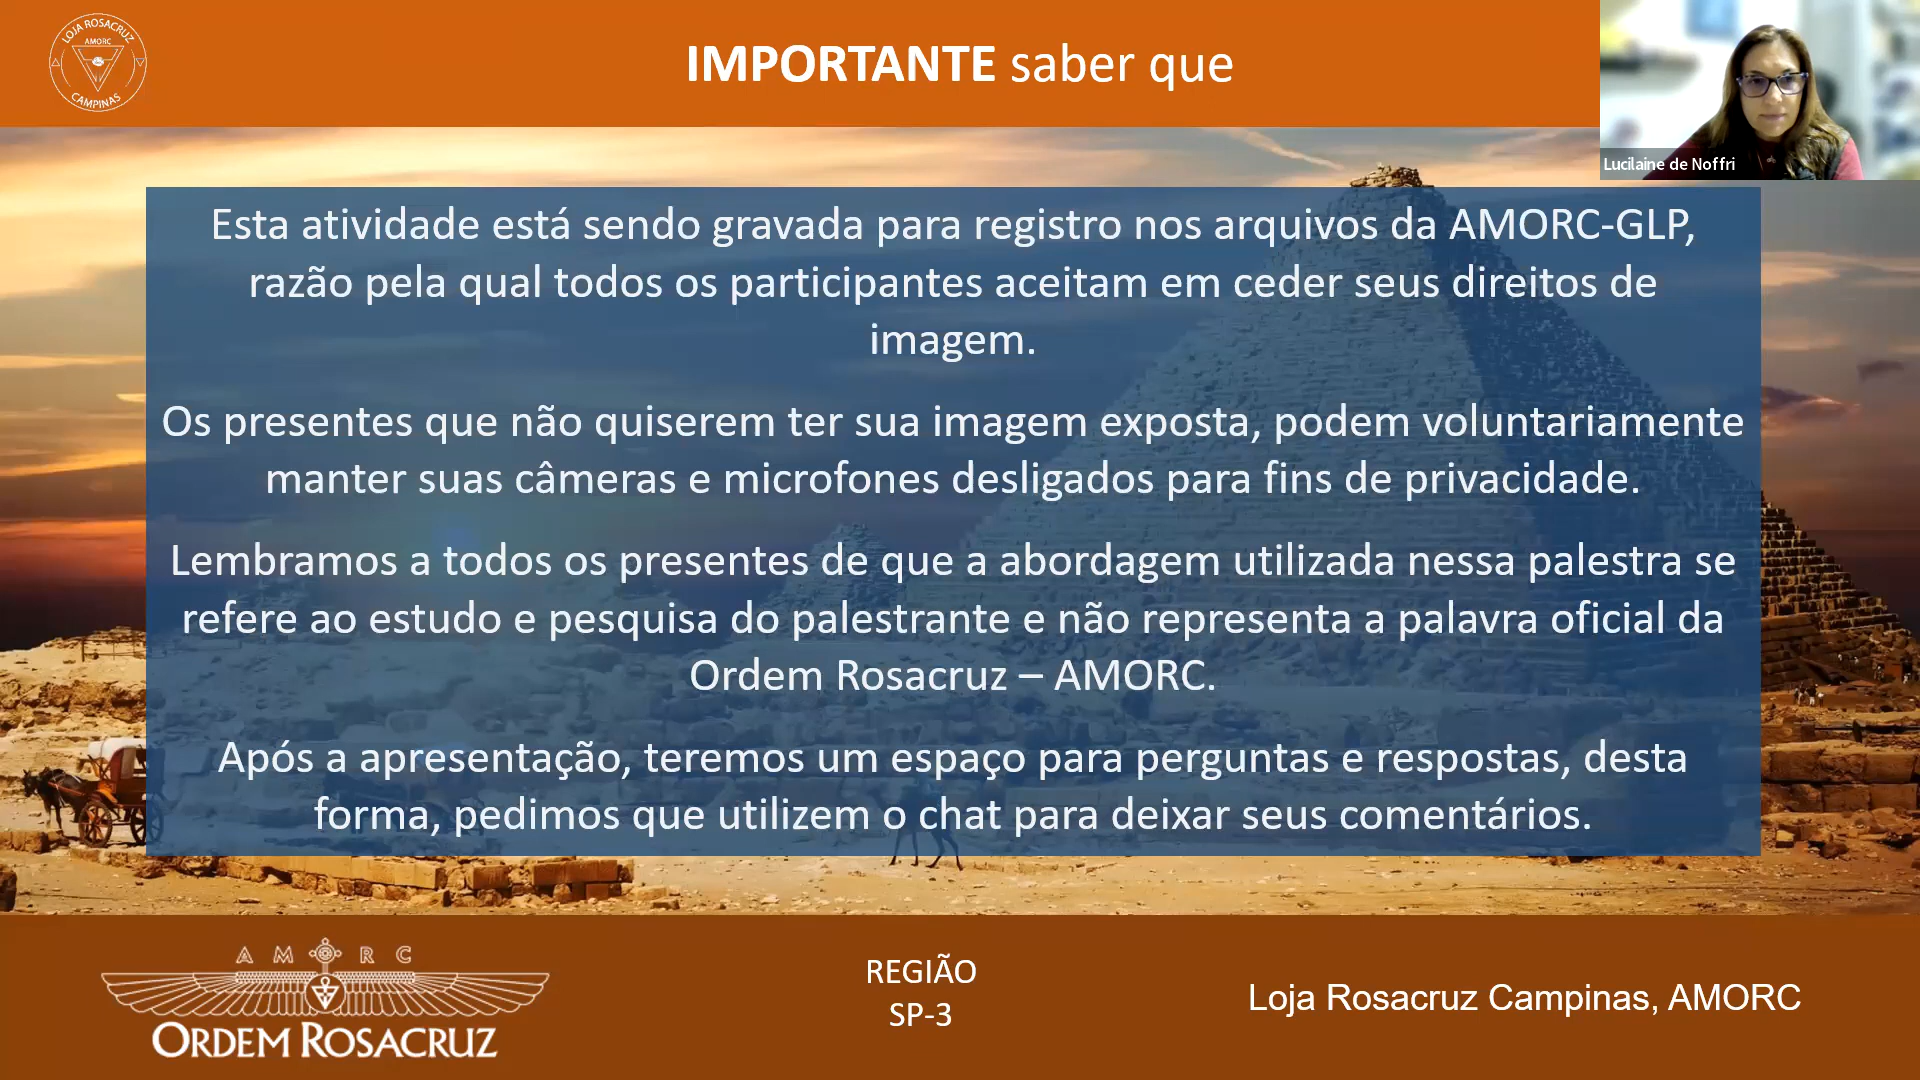 LOJA ROSACRUZ
AMORC
CAMPINAS
IMPORTANTE saber que
Lucilaine de Noffri
Esta atividade está sendo gravada para registro nos arquivos da AMORC-GLP,
razão pela qual todos os participantes aceitam em ceder seus direitos de
imagem.
Os presentes que não quiserem ter sua imagem exposta, podem voluntariamente
manter suas câmeras e microfones desligados para fins de privacidade.
Lembramos a todos os presentes de que a abordagem utilizada nessa palestra se
refere ao estudo e pesquisa do palestrante e não representa a palavra oficial da
Ordem Rosacruz – AMORC.
Após a apresentação, teremos um espaço para perguntas e respostas, desta
forma, pedimos que utilizem o chat para deixar seus comentários.
A M O R C
ORDEM ROSACRUZ
REGIÃO
SP-3
Loja Rosacruz Campinas, AMORC